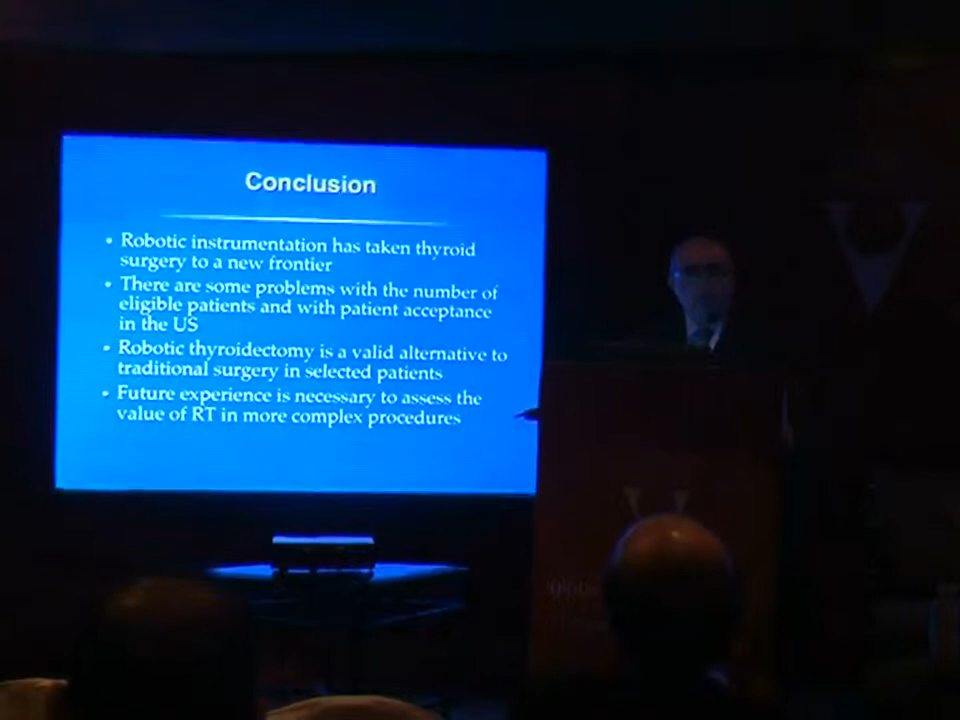 Conclusion
• Robotic instrumentation has taken thyroid
surgery to a new frontier
• There are some problems with the number of
eligible patients and with patient acceptance
in the US
• Robotic thyroidectomy is a valid alternative to
traditional surgery in selected patients
• Future experience is necessary to assess the
value of RT in more complex procedures